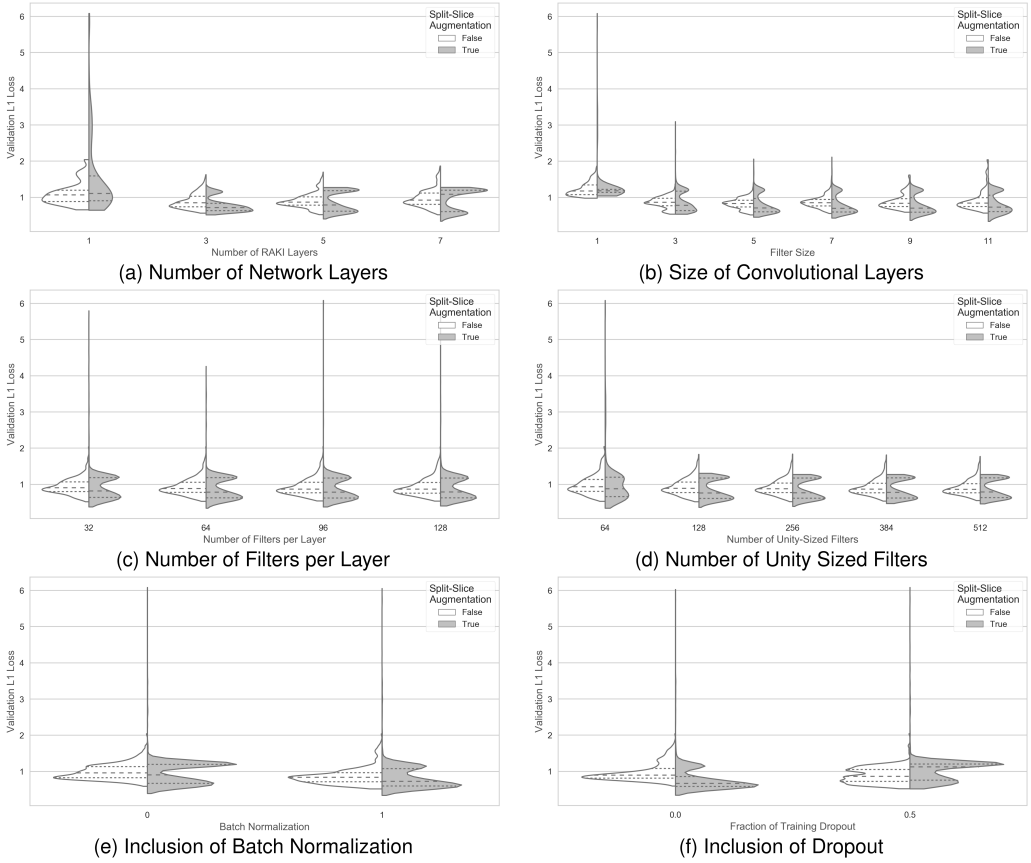 Split-Slice
Augmentation
False
True
6
5
4
3
2
1
Validation L1 Loss
1 3 5 7
Number of RAKI Layers
(a) Number of Network Layers
Split-Slice
Augmentation
False
True
6
5
4
3
2
1
Validation L1 Loss
1 3 5 7 9 11
Filter Size
(b) Size of Convolutional Layers
Split-Slice
Augmentation
False
True
6
5
4
3
2
1
Validation L1 Loss
32 64 96 128
Number of Filters per Layer
(c) Number of Filters per Layer
Split-Slice
Augmentation
False
True
6
5
4
3
2
1
Validation L1 Loss
64 128 256 384 512
Number of Unity-Sized Filters
(d) Number of Unity Sized Filters
Split-Slice
Augmentation
False
True
6
5
4
3
2
1
Validation L1 Loss
0 1
Batch Normalization
(e) Inclusion of Batch Normalization
Split-Slice
Augmentation
False
True
6
5
4
3
2
1
Validation L1 Loss
0.0 0.5
Fraction of Training Dropout
(f) Inclusion of Dropout